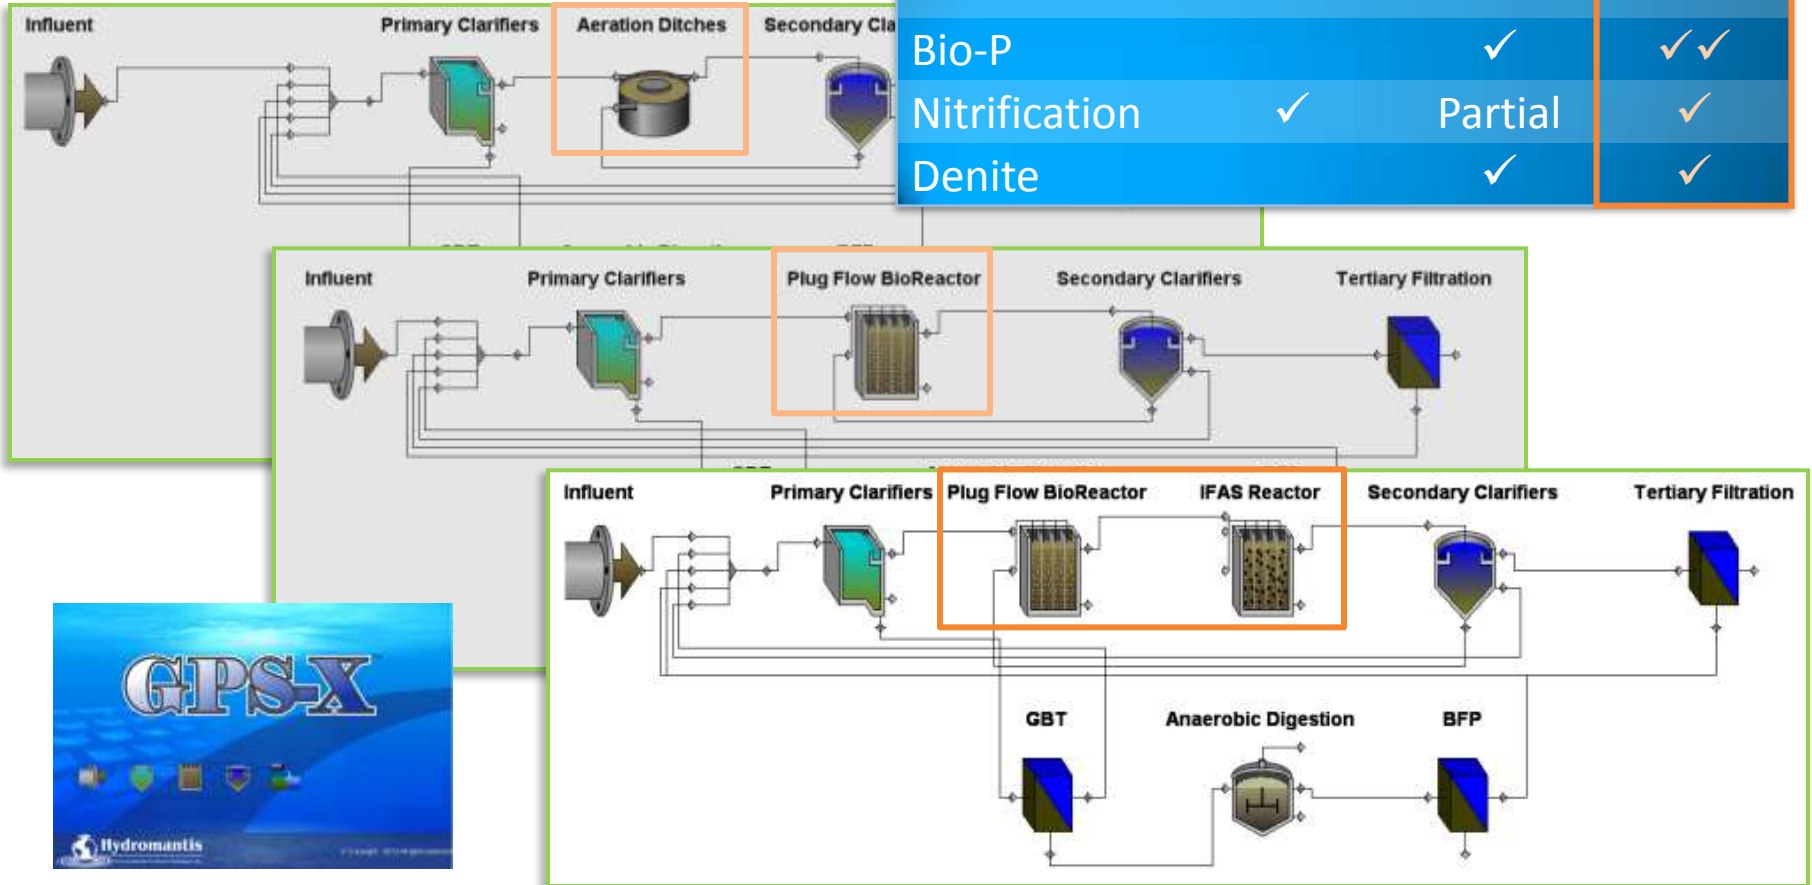 Influent
Primary Clarifiers
Aeration Ditches
Secondary Cla
Bio-P ✓ ✓✓
Nitrification ✓ Partial ✓
Denite ✓ ✓
Influent
Primary Clarifiers
Plug Flow BioReactor
Secondary Clarifiers
Tertiary Filtration
Influent
Primary Clarifiers
Plug Flow BioReactor
IFAS Reactor
Secondary Clarifiers
Tertiary Filtration
GBT
Anaerobic Digestion
BFP
GPS-X
Hydromantis